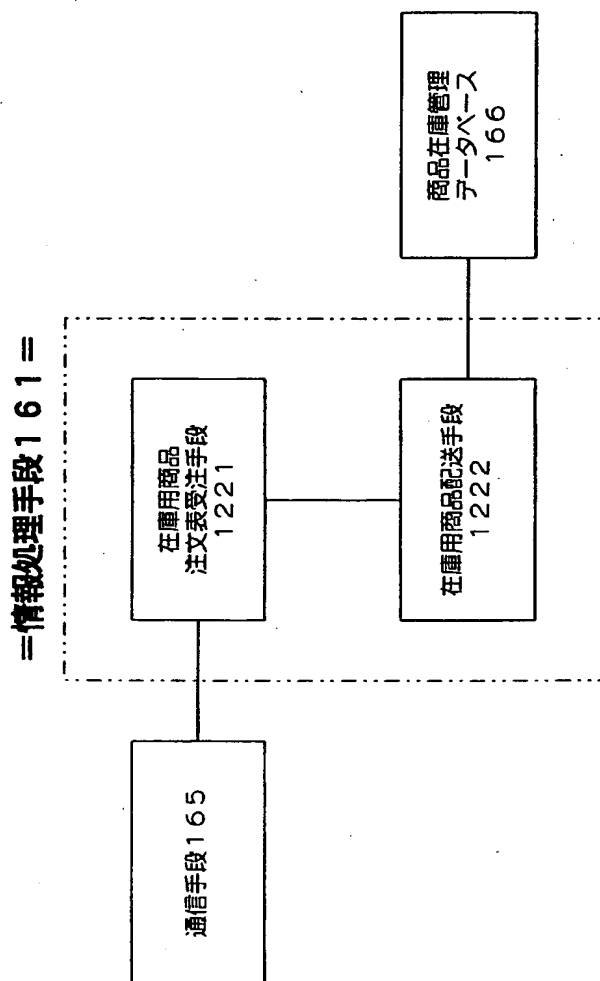 =情報処理手段161=
通信手段165
在庫用商品
注文表受注手段
1221
在庫用商品配送手段
1222
商品在庫管理
データベース
166